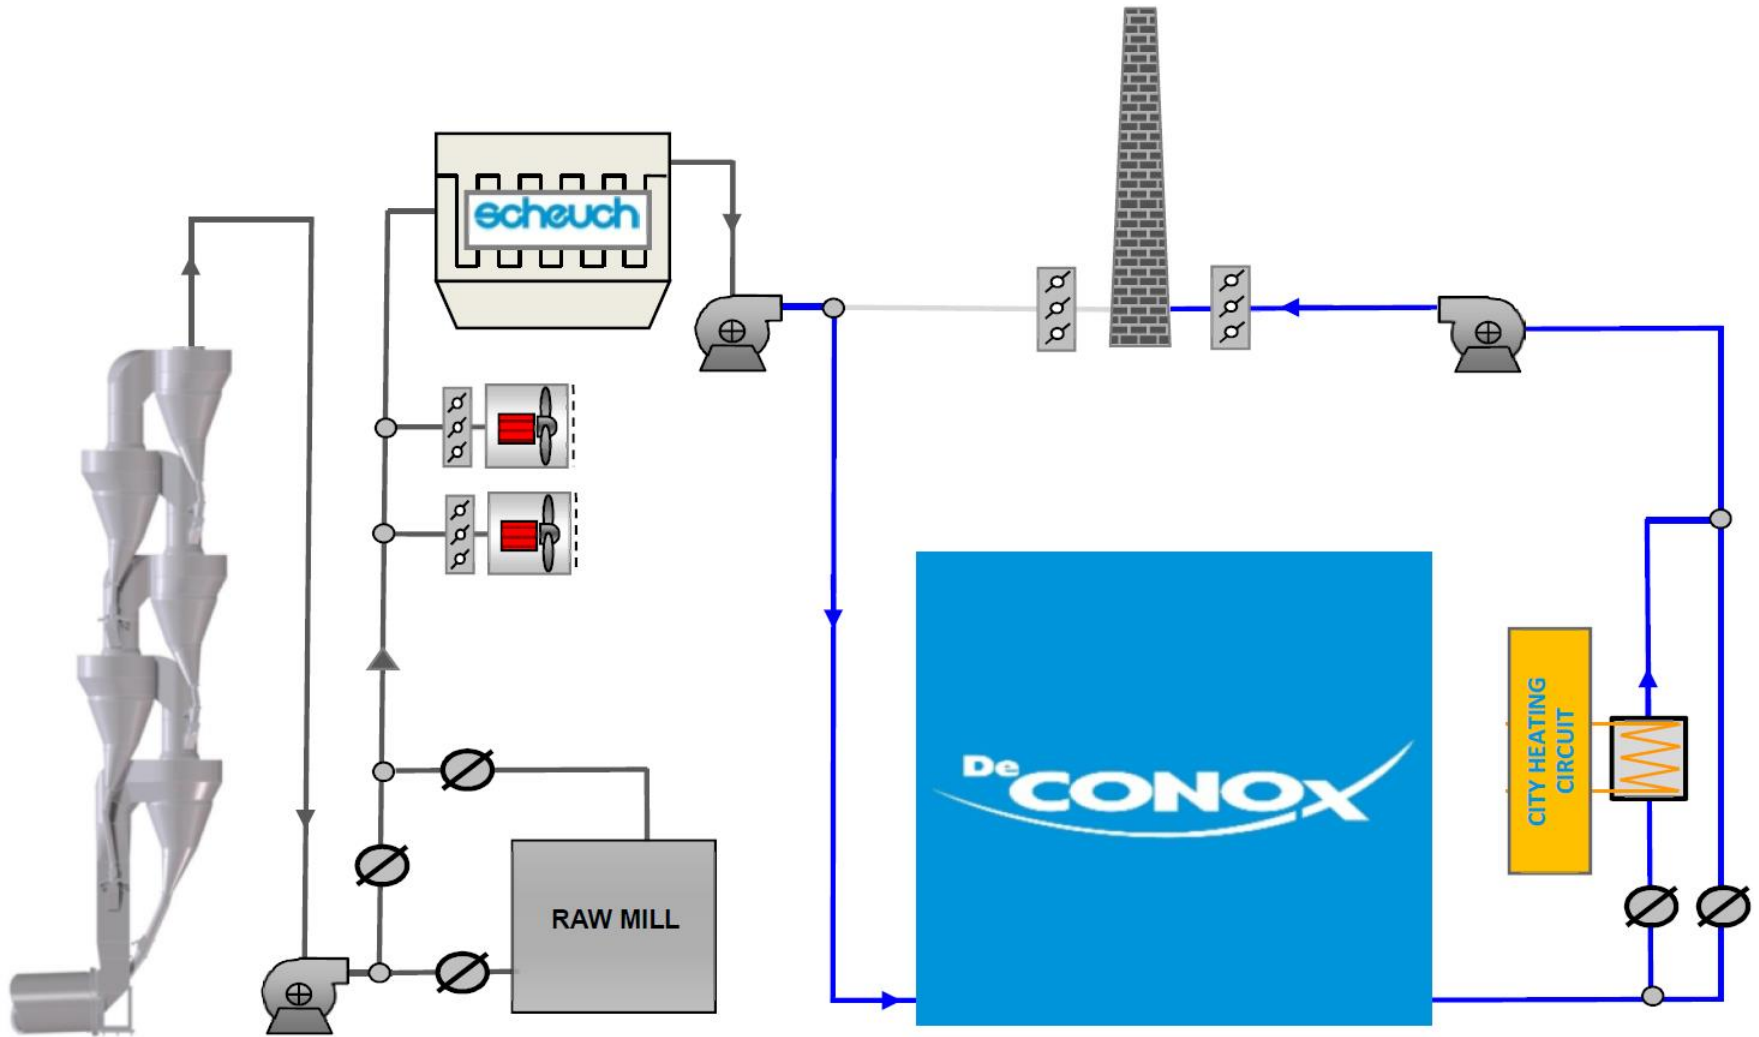 scheuch
De
CONOx
CITY HEATING
CIRCUIT
RAW MILL